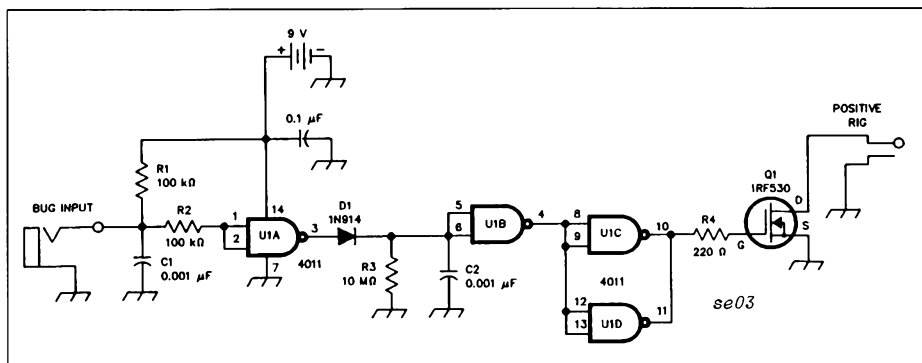 9 V
+ -
0.1 µF
R1
100 kΩ
BUG INPUT
R2
100 kΩ
C1
0.001 µF
1
2
14
U1A
3
7
4011
D1
1N914
R3
10 MΩ
5
6
U1B
4
C2
0.001 µF
8
9
U1C
10
4011
12
13
U1D
11
R4
220 Ω
Q1
IRF530
G
D
S
POSITIVE
RIG
se03